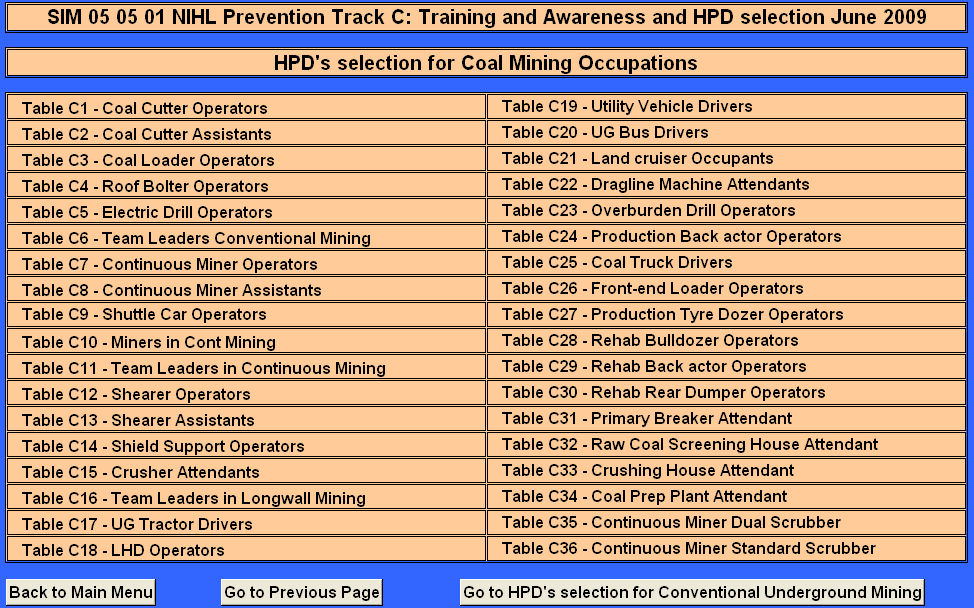 SIM 05 05 01 NIHL Prevention Track C: Training and Awareness and HPD selection June 2009
HPD's selection for Coal Mining Occupations
Table C1 - Coal Cutter Operators
Table C2 - Coal Cutter Assistants
Table C3 - Coal Loader Operators
Table C4 - Roof Bolter Operators
Table C5 - Electric Drill Operators
Table C6 - Team Leaders Conventional Mining
Table C7 - Continuous Miner Operators
Table C8 - Continuous Miner Assistants
Table C9 - Shuttle Car Operators
Table C10 - Miners in Cont Mining
Table C11 - Team Leaders in Continuous Mining
Table C12 - Shearer Operators
Table C13 - Shearer Assistants
Table C14 - Shield Support Operators
Table C15 - Crusher Attendants
Table C16 - Team Leaders in Longwall Mining
Table C17 - UG Tractor Drivers
Table C18 - LHD Operators
Table C19 - Utility Vehicle Drivers
Table C20 - UG Bus Drivers
Table C21 - Land cruiser Occupants
Table C22 - Dragline Machine Attendants
Table C23 - Overburden Drill Operators
Table C24 - Production Back actor Operators
Table C25 - Coal Truck Drivers
Table C26 - Front-end Loader Operators
Table C27 - Production Tyre Dozer Operators
Table C28 - Rehab Bulldozer Operators
Table C29 - Rehab Back actor Operators
Table C30 - Rehab Rear Dumper Operators
Table C31 - Primary Breaker Attendant
Table C32 - Raw Coal Screening House Attendant
Table C33 - Crushing House Attendant
Table C34 - Coal Prep Plant Attendant
Table C35 - Continuous Miner Dual Scrubber
Table C36 - Continuous Miner Standard Scrubber
Back to Main Menu
Go to Previous Page
Go to HPD's selection for Conventional Underground Mining